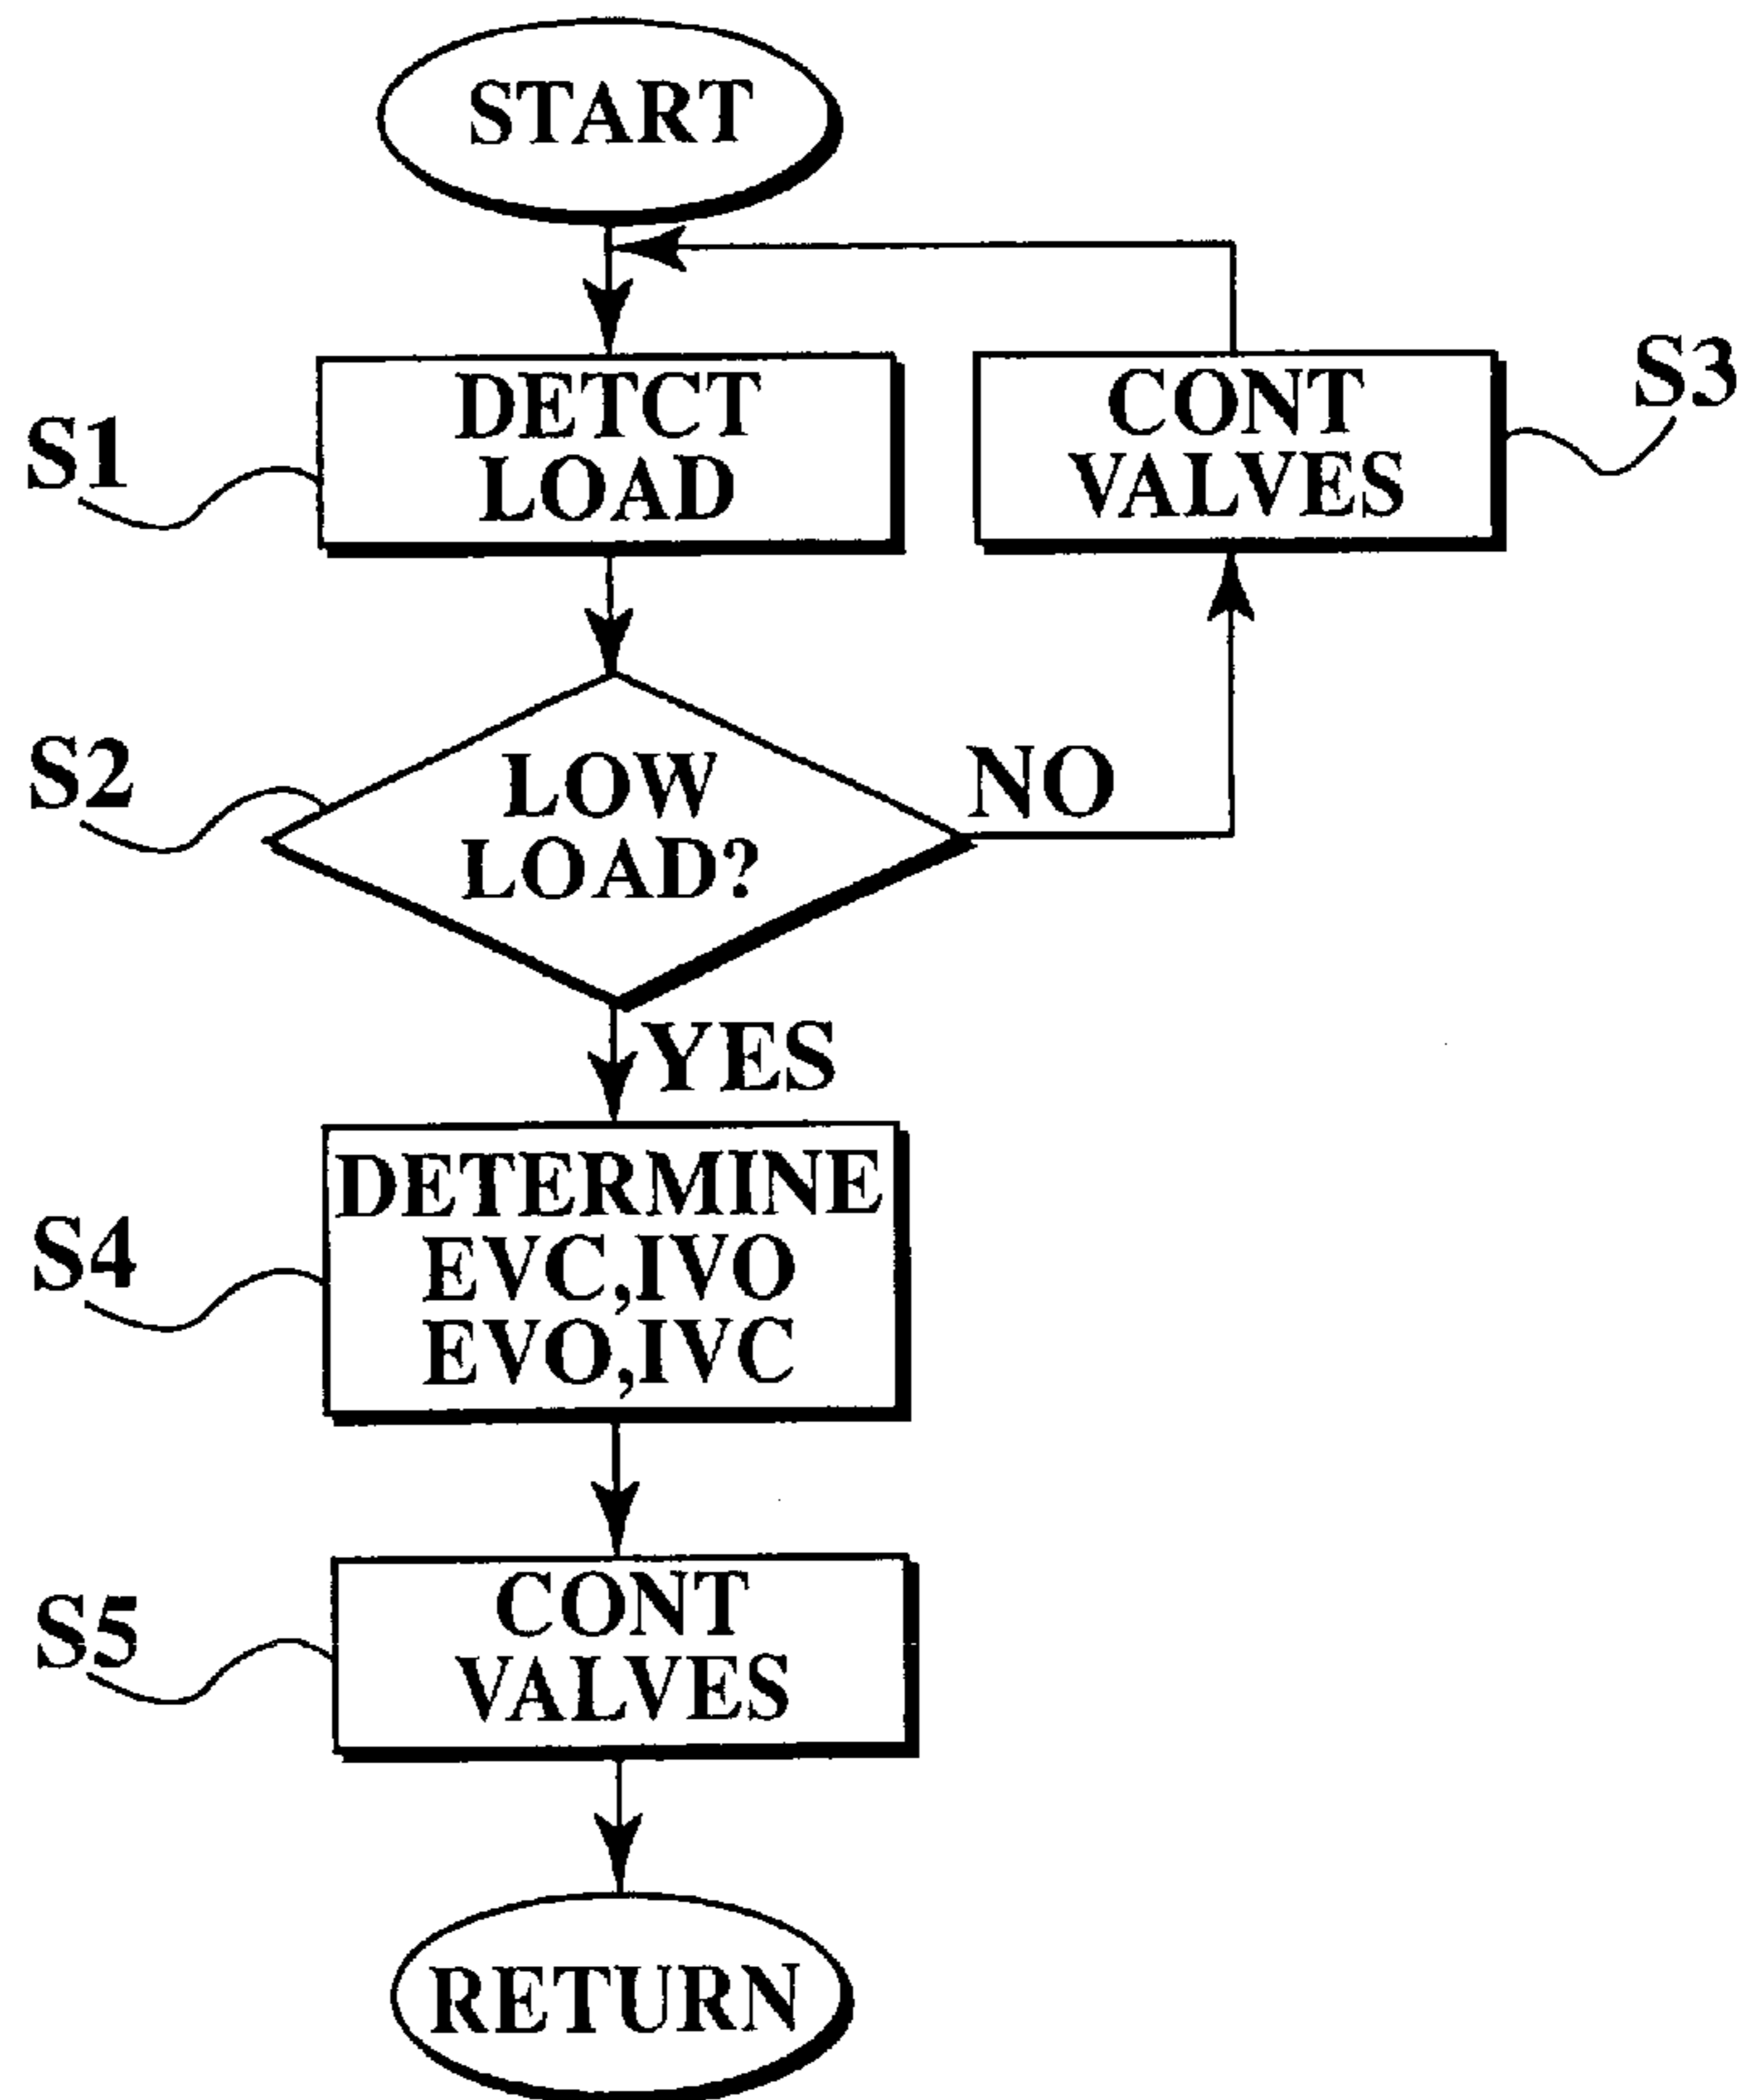 START
S1
DETCT
LOAD
CONT
VALVES
S3
S2
LOW
LOAD?
NO
YES
S4
DETERMINE
EVC,IVO
EVO,IVC
S5
CONT
VALVES
RETURN